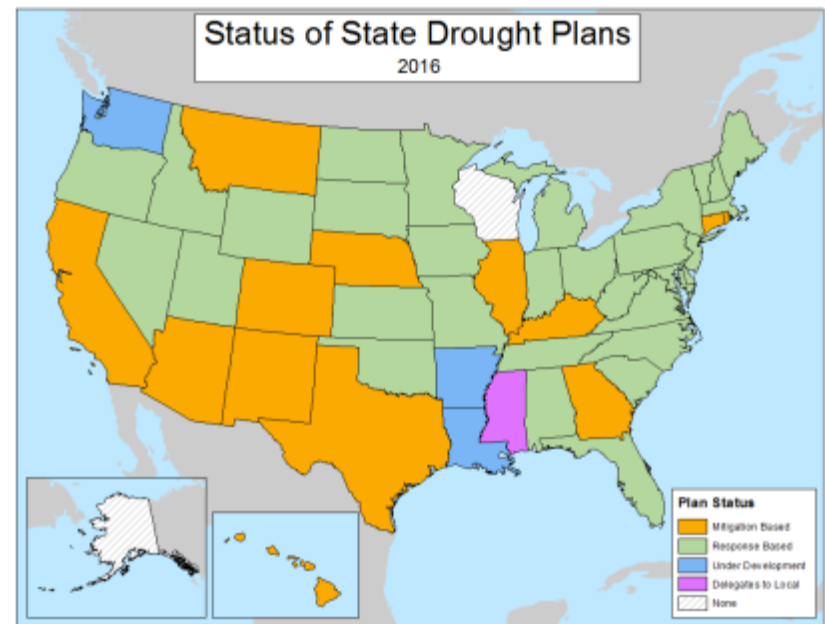 Status of State Drought Plans
2016
Plan Status
Mitigation Based
Response Based
Under Development
Delegates to Local
None